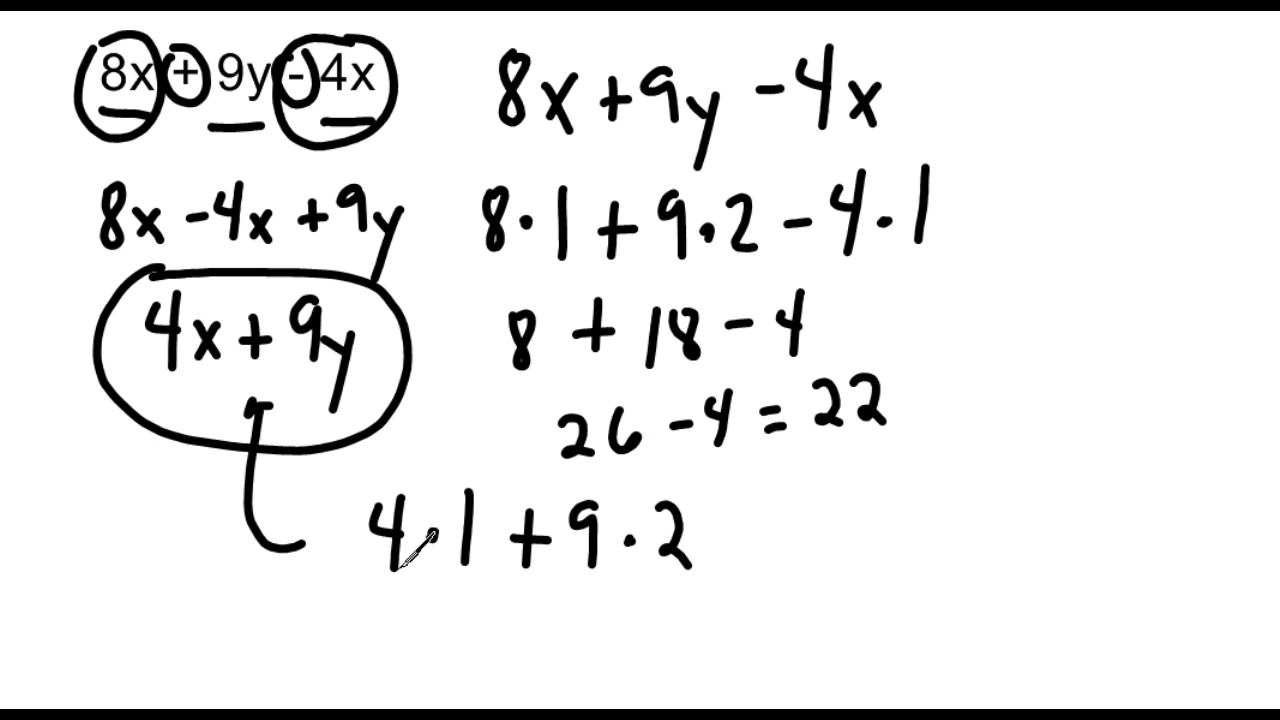 8x + 9y - 4x
8x - 4x + 9y
4x + 9y
8x + 9y - 4x
8 · 1 + 9 · 2 - 4 · 1
8 + 18 - 4
26 - 4 = 22
4 · 1 + 9 · 2